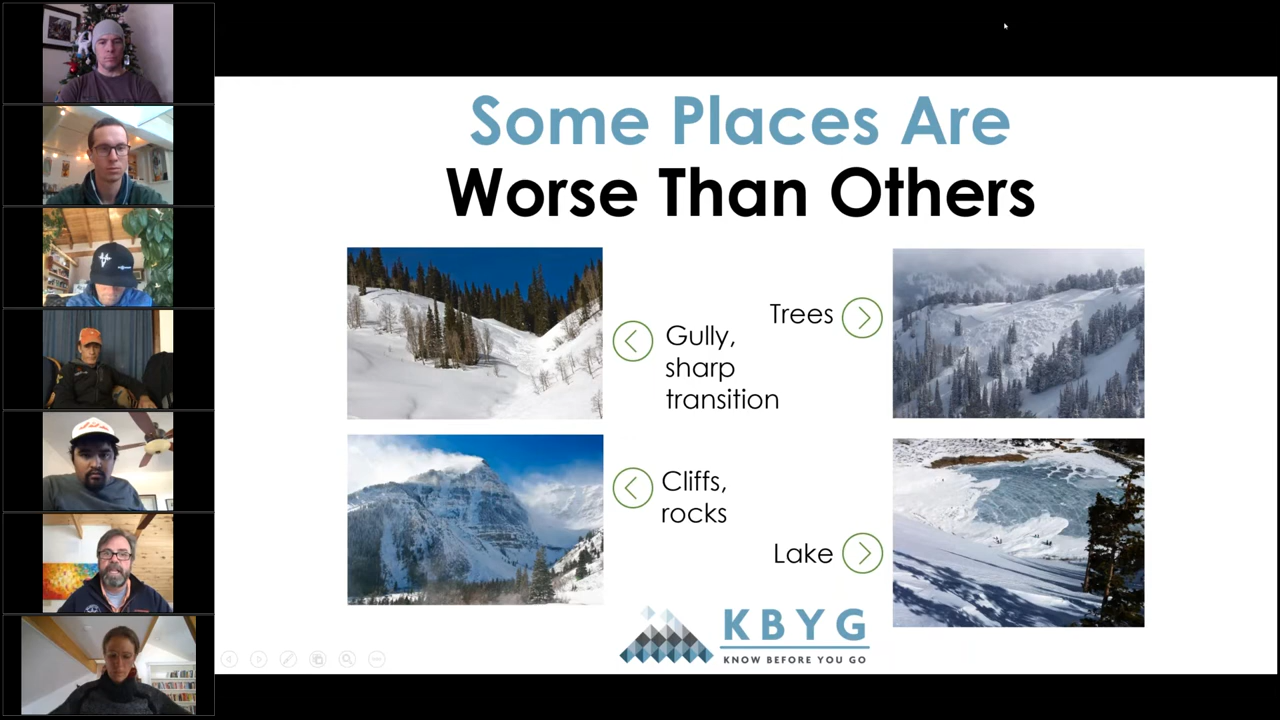 Some Places Are
Worse Than Others
Trees
Gully,
sharp
transition
Cliffs,
rocks
Lake
KBYG
KNOW BEFORE YOU GO